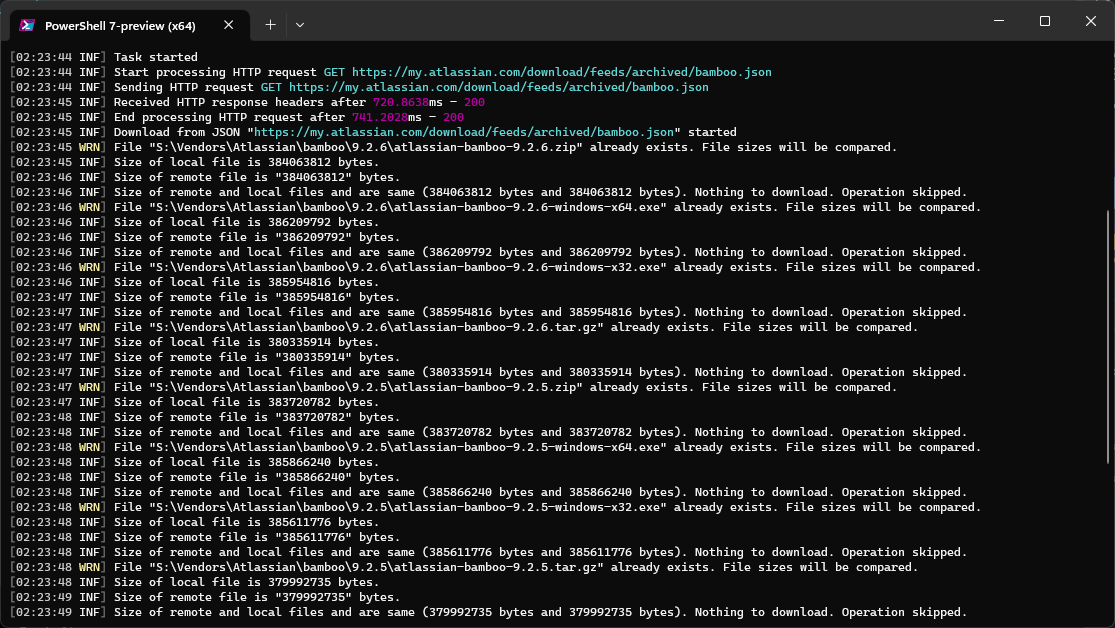 PowerShell 7-preview (x64)
[02:23:44 INF] Task started
[02:23:44 INF] Start processing HTTP request GET https://my.atlassian.com/download/feeds/archived/bamboo.json
[02:23:44 INF] Sending HTTP request GET https://my.atlassian.com/download/feeds/archived/bamboo.json
[02:23:45 INF] Received HTTP response headers after 720.8638ms - 200
[02:23:45 INF] End processing HTTP request after 741.2028ms - 200
[02:23:45 INF] Download from JSON "https://my.atlassian.com/download/feeds/archived/bamboo.json" started
[02:23:45 WRN] File "S:\Vendors\Atlassian\bamboo\9.2.6\atlassian-bamboo-9.2.6.zip" already exists. File sizes will be compared.
[02:23:45 INF] Size of local file is 384063812 bytes.
[02:23:46 INF] Size of remote file is "384063812" bytes.
[02:23:46 INF] Size of remote and local files and are same (384063812 bytes and 384063812 bytes). Nothing to download. Operation skipped.
[02:23:46 WRN] File "S:\Vendors\Atlassian\bamboo\9.2.6\atlassian-bamboo-9.2.6-windows-x64.exe" already exists. File sizes will be compared.
[02:23:46 INF] Size of local file is 386209792 bytes.
[02:23:46 INF] Size of remote file is "386209792" bytes.
[02:23:46 INF] Size of remote and local files and are same (386209792 bytes and 386209792 bytes). Nothing to download. Operation skipped.
[02:23:46 WRN] File "S:\Vendors\Atlassian\bamboo\9.2.6\atlassian-bamboo-9.2.6-windows-x32.exe" already exists. File sizes will be compared.
[02:23:46 INF] Size of local file is 385954816 bytes.
[02:23:47 INF] Size of remote file is "385954816" bytes.
[02:23:47 INF] Size of remote and local files and are same (385954816 bytes and 385954816 bytes). Nothing to download. Operation skipped.
[02:23:47 WRN] File "S:\Vendors\Atlassian\bamboo\9.2.6\atlassian-bamboo-9.2.6.tar.gz" already exists. File sizes will be compared.
[02:23:47 INF] Size of local file is 380335914 bytes.
[02:23:47 INF] Size of remote file is "380335914" bytes.
[02:23:47 INF] Size of remote and local files and are same (380335914 bytes and 380335914 bytes). Nothing to download. Operation skipped.
[02:23:47 WRN] File "S:\Vendors\Atlassian\bamboo\9.2.5\atlassian-bamboo-9.2.5.zip" already exists. File sizes will be compared.
[02:23:47 INF] Size of local file is 383720782 bytes.
[02:23:48 INF] Size of remote file is "383720782" bytes.
[02:23:48 INF] Size of remote and local files and are same (383720782 bytes and 383720782 bytes). Nothing to download. Operation skipped.
[02:23:48 WRN] File "S:\Vendors\Atlassian\bamboo\9.2.5\atlassian-bamboo-9.2.5-windows-x64.exe" already exists. File sizes will be compared.
[02:23:48 INF] Size of local file is 385866240 bytes.
[02:23:48 INF] Size of remote file is "385866240" bytes.
[02:23:48 INF] Size of remote and local files and are same (385866240 bytes and 385866240 bytes). Nothing to download. Operation skipped.
[02:23:48 WRN] File "S:\Vendors\Atlassian\bamboo\9.2.5\atlassian-bamboo-9.2.5-windows-x32.exe" already exists. File sizes will be compared.
[02:23:48 INF] Size of local file is 385611776 bytes.
[02:23:48 INF] Size of remote file is "385611776" bytes.
[02:23:48 INF] Size of remote and local files and are same (385611776 bytes and 385611776 bytes). Nothing to download. Operation skipped.
[02:23:48 WRN] File "S:\Vendors\Atlassian\bamboo\9.2.5\atlassian-bamboo-9.2.5.tar.gz" already exists. File sizes will be compared.
[02:23:48 INF] Size of local file is 379992735 bytes.
[02:23:49 INF] Size of remote file is "379992735" bytes.
[02:23:49 INF] Size of remote and local files and are same (379992735 bytes and 379992735 bytes). Nothing to download. Operation skipped.